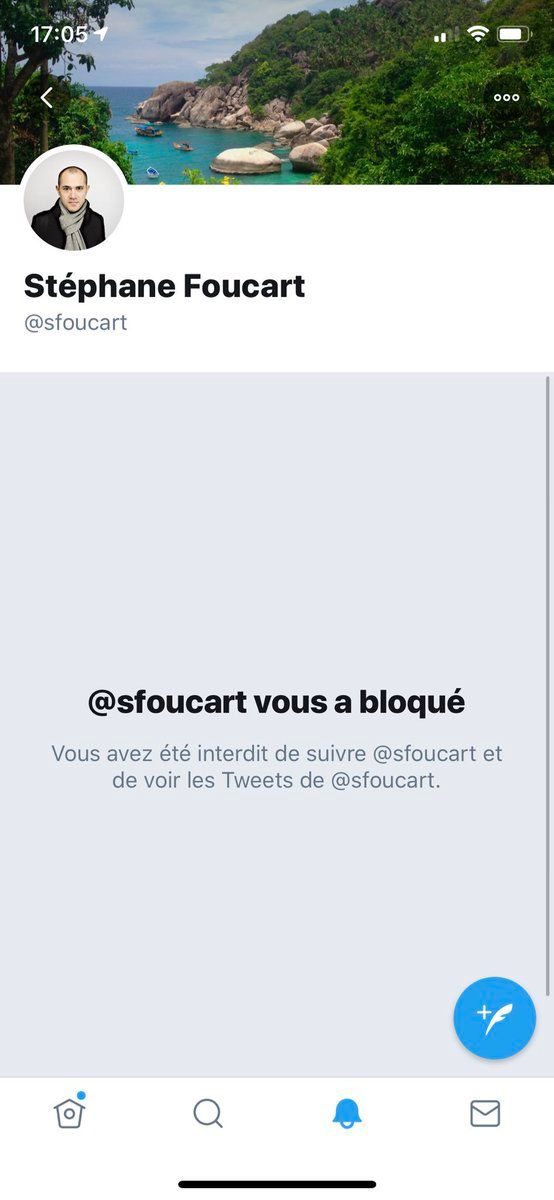 17:05
Stéphane Foucart
@sfoucart
@sfoucart vous a bloqué
Vous avez été interdit de suivre @sfoucart et
de voir les Tweets de @sfoucart.